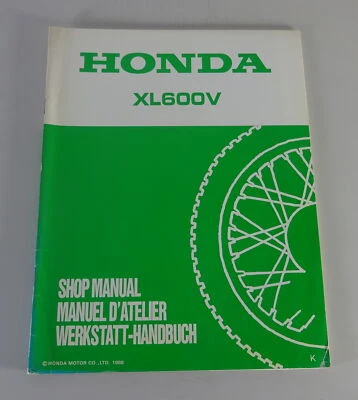 HONDA
XL600V
SHOP MANUAL
MANUEL D'ATELIER
WERKSTATT-HANDBUCH
© HONDA MOTOR CO., LTD. 1986
K